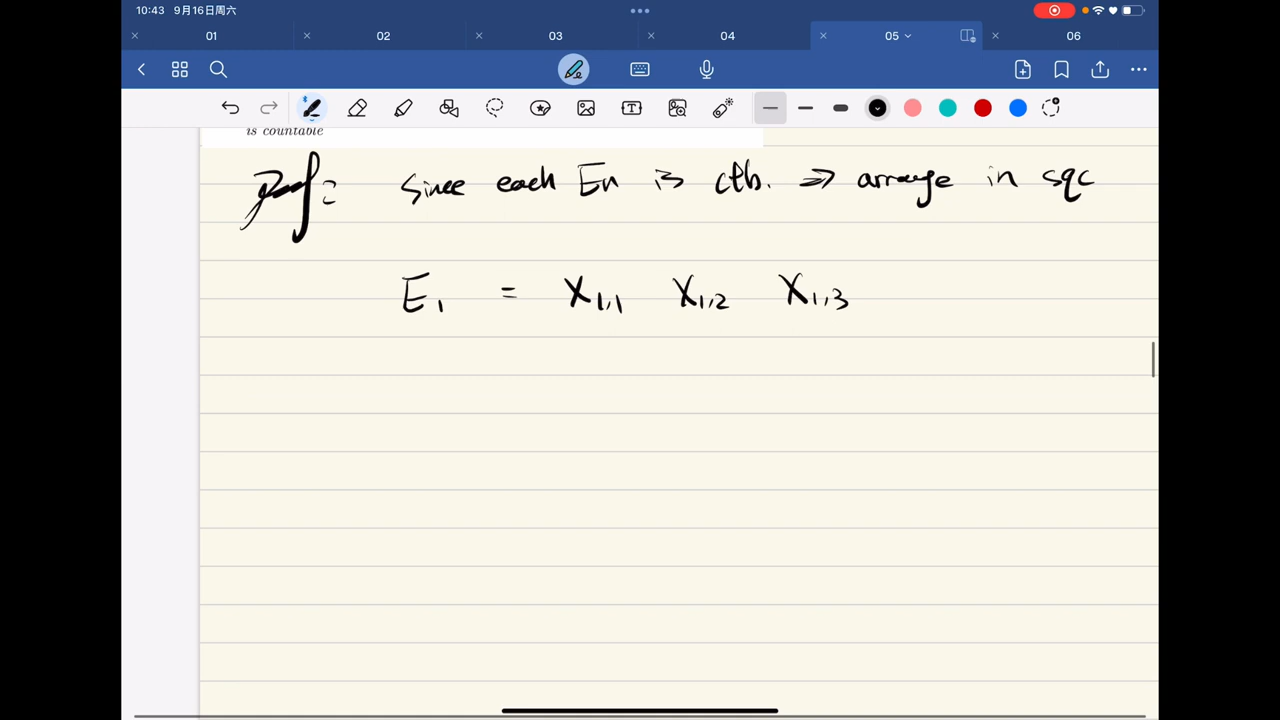 10:43 9月16日周六
01 02 03 04 05 06
is countable
Proof: Since each En is ctb. ⇒ arrange in sqc
E₁ = X₁,₁ X₁,₂ X₁,₃